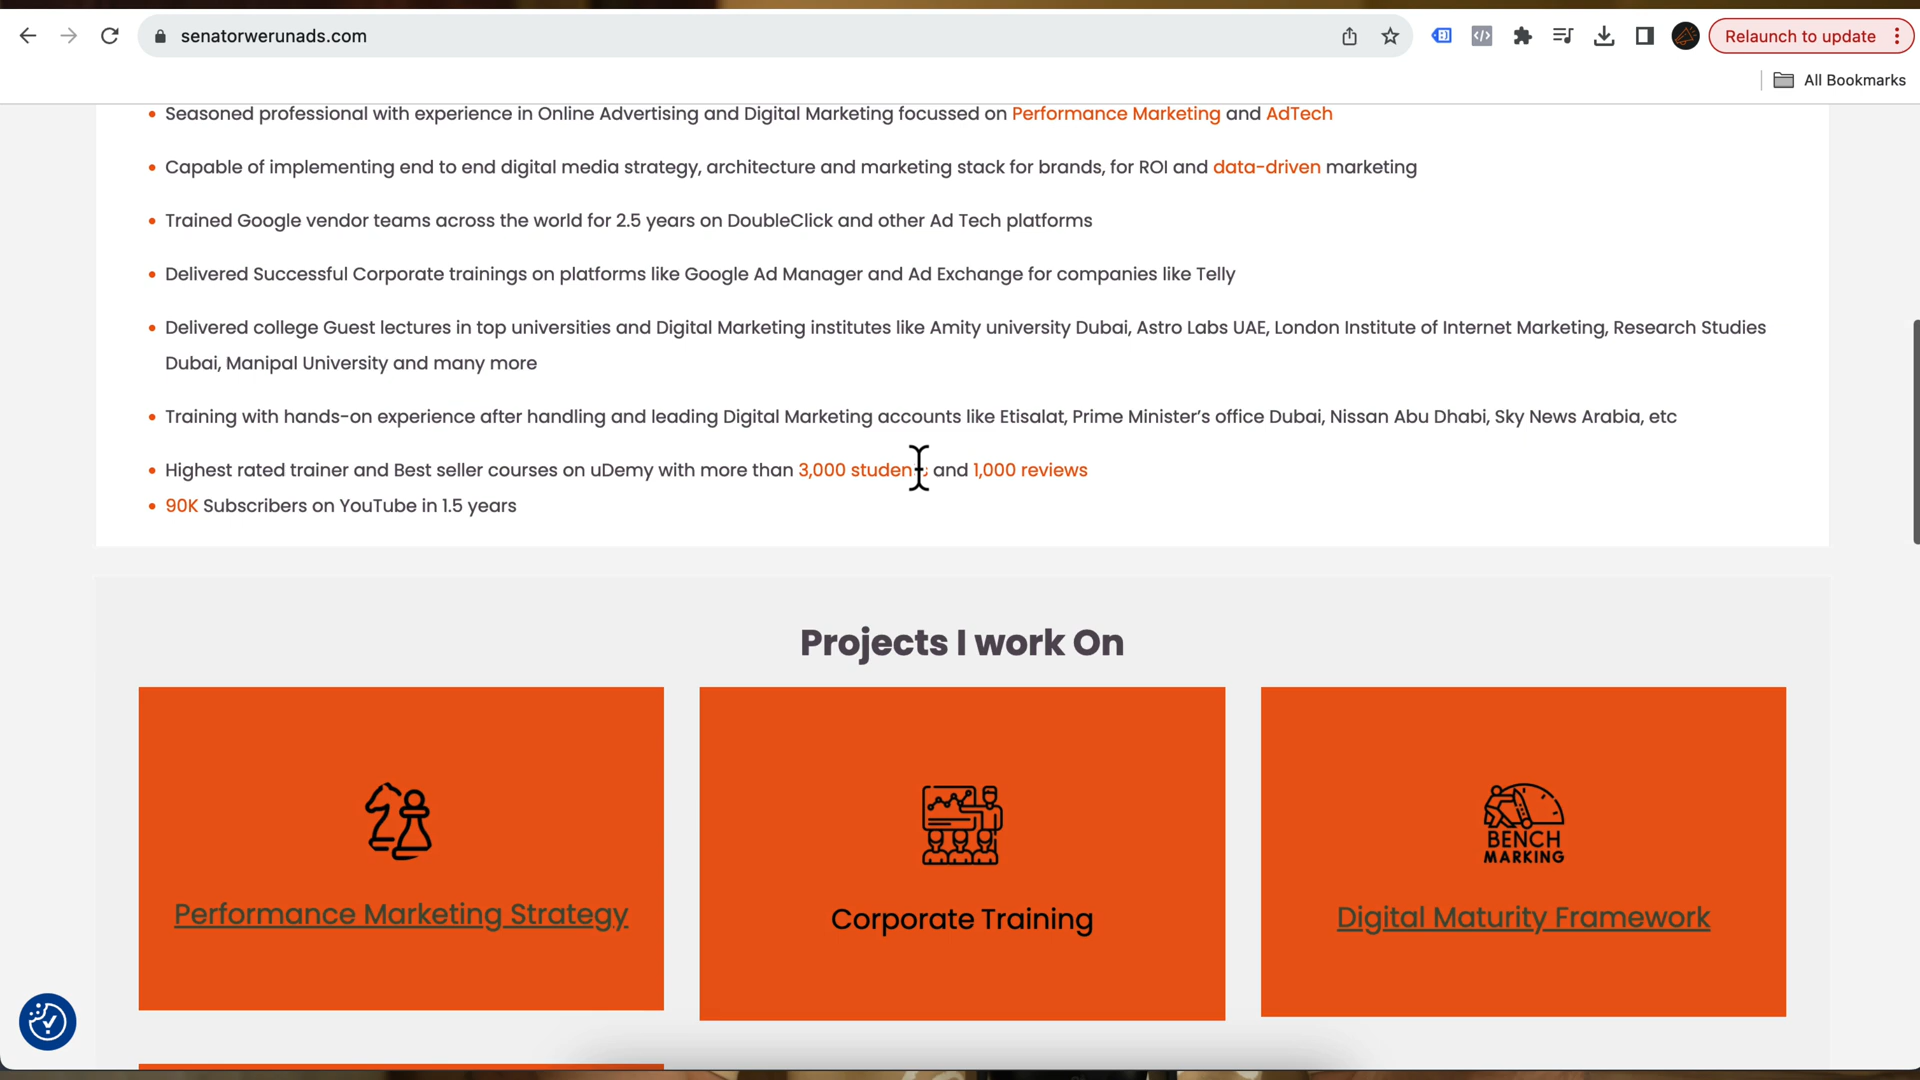 senatorwerunads.com
Relaunch to update
All Bookmarks
Seasoned professional with experience in Online Advertising and Digital Marketing focussed on Performance Marketing and AdTech
Capable of implementing end to end digital media strategy, architecture and marketing stack for brands, for ROI and data-driven marketing
Trained Google vendor teams across the world for 2.5 years on DoubleClick and other Ad Tech platforms
Delivered Successful Corporate trainings on platforms like Google Ad Manager and Ad Exchange for companies like Telly
Delivered college Guest lectures in top universities and Digital Marketing institutes like Amity university Dubai, Astro Labs UAE, London Institute of Internet Marketing, Research Studies
Dubai, Manipal University and many more
Training with hands-on experience after handling and leading Digital Marketing accounts like Etisalat, Prime Minister's office Dubai, Nissan Abu Dhabi, Sky News Arabia, etc
Highest rated trainer and Best seller courses on uDemy with more than 3,000 students and 1,000 reviews
90K Subscribers on YouTube in 1.5 years
Projects I work On
BENCH
MARKING
Performance Marketing Strategy
Corporate Training
Digital Maturity Framework